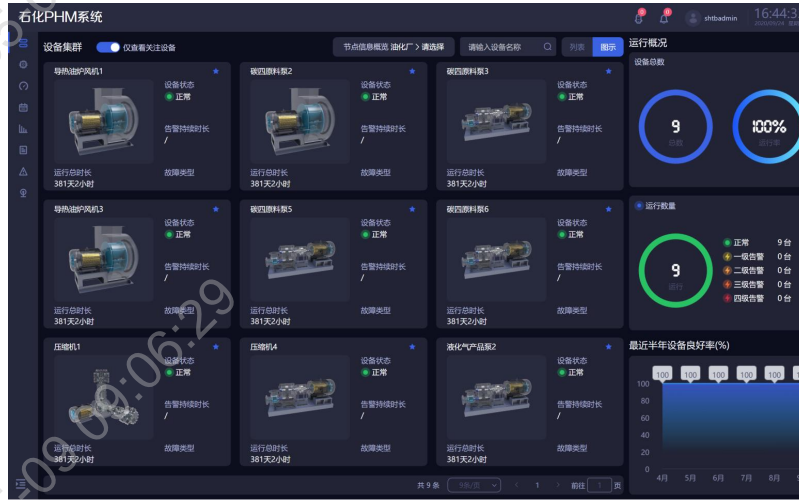 石化PHM系统
shtbadmin
16:44:3
设备集群
仅查看关注设备
节点信息概览 油化厂 > 请选择
请输入设备名称
列表
图示
运行概况
导热油炉风机1
设备状态
正常
告警持续时长
/
运行总时长
381天2小时
故障类型
碳四原料泵2
设备状态
正常
告警持续时长
/
运行总时长
381天2小时
故障类型
碳四原料泵3
设备状态
正常
告警持续时长
/
运行总时长
381天2小时
故障类型
设备总数
9
总数
100%
运行率
导热油炉风机3
设备状态
正常
告警持续时长
/
运行总时长
381天2小时
故障类型
碳四原料泵5
设备状态
正常
告警持续时长
/
运行总时长
381天2小时
故障类型
碳四原料泵6
设备状态
正常
告警持续时长
/
运行总时长
381天2小时
故障类型
运行数量
9
运行
正常 9 台
一级告警 0 台
二级告警 0 台
三级告警 0 台
四级告警 0 台
压缩机1
设备状态
正常
告警持续时长
/
运行总时长
381天2小时
故障类型
压缩机4
设备状态
正常
告警持续时长
/
运行总时长
381天2小时
故障类型
液化气产品泵2
设备状态
正常
告警持续时长
/
运行总时长
381天2小时
故障类型
最近半年设备良好率(%)
100 100 100 100 100
100
80
60
40
20
0
4月 5月 6月 7月 8月
共 9 条
9条/页
1
前往 1 页
-09 09:06:29